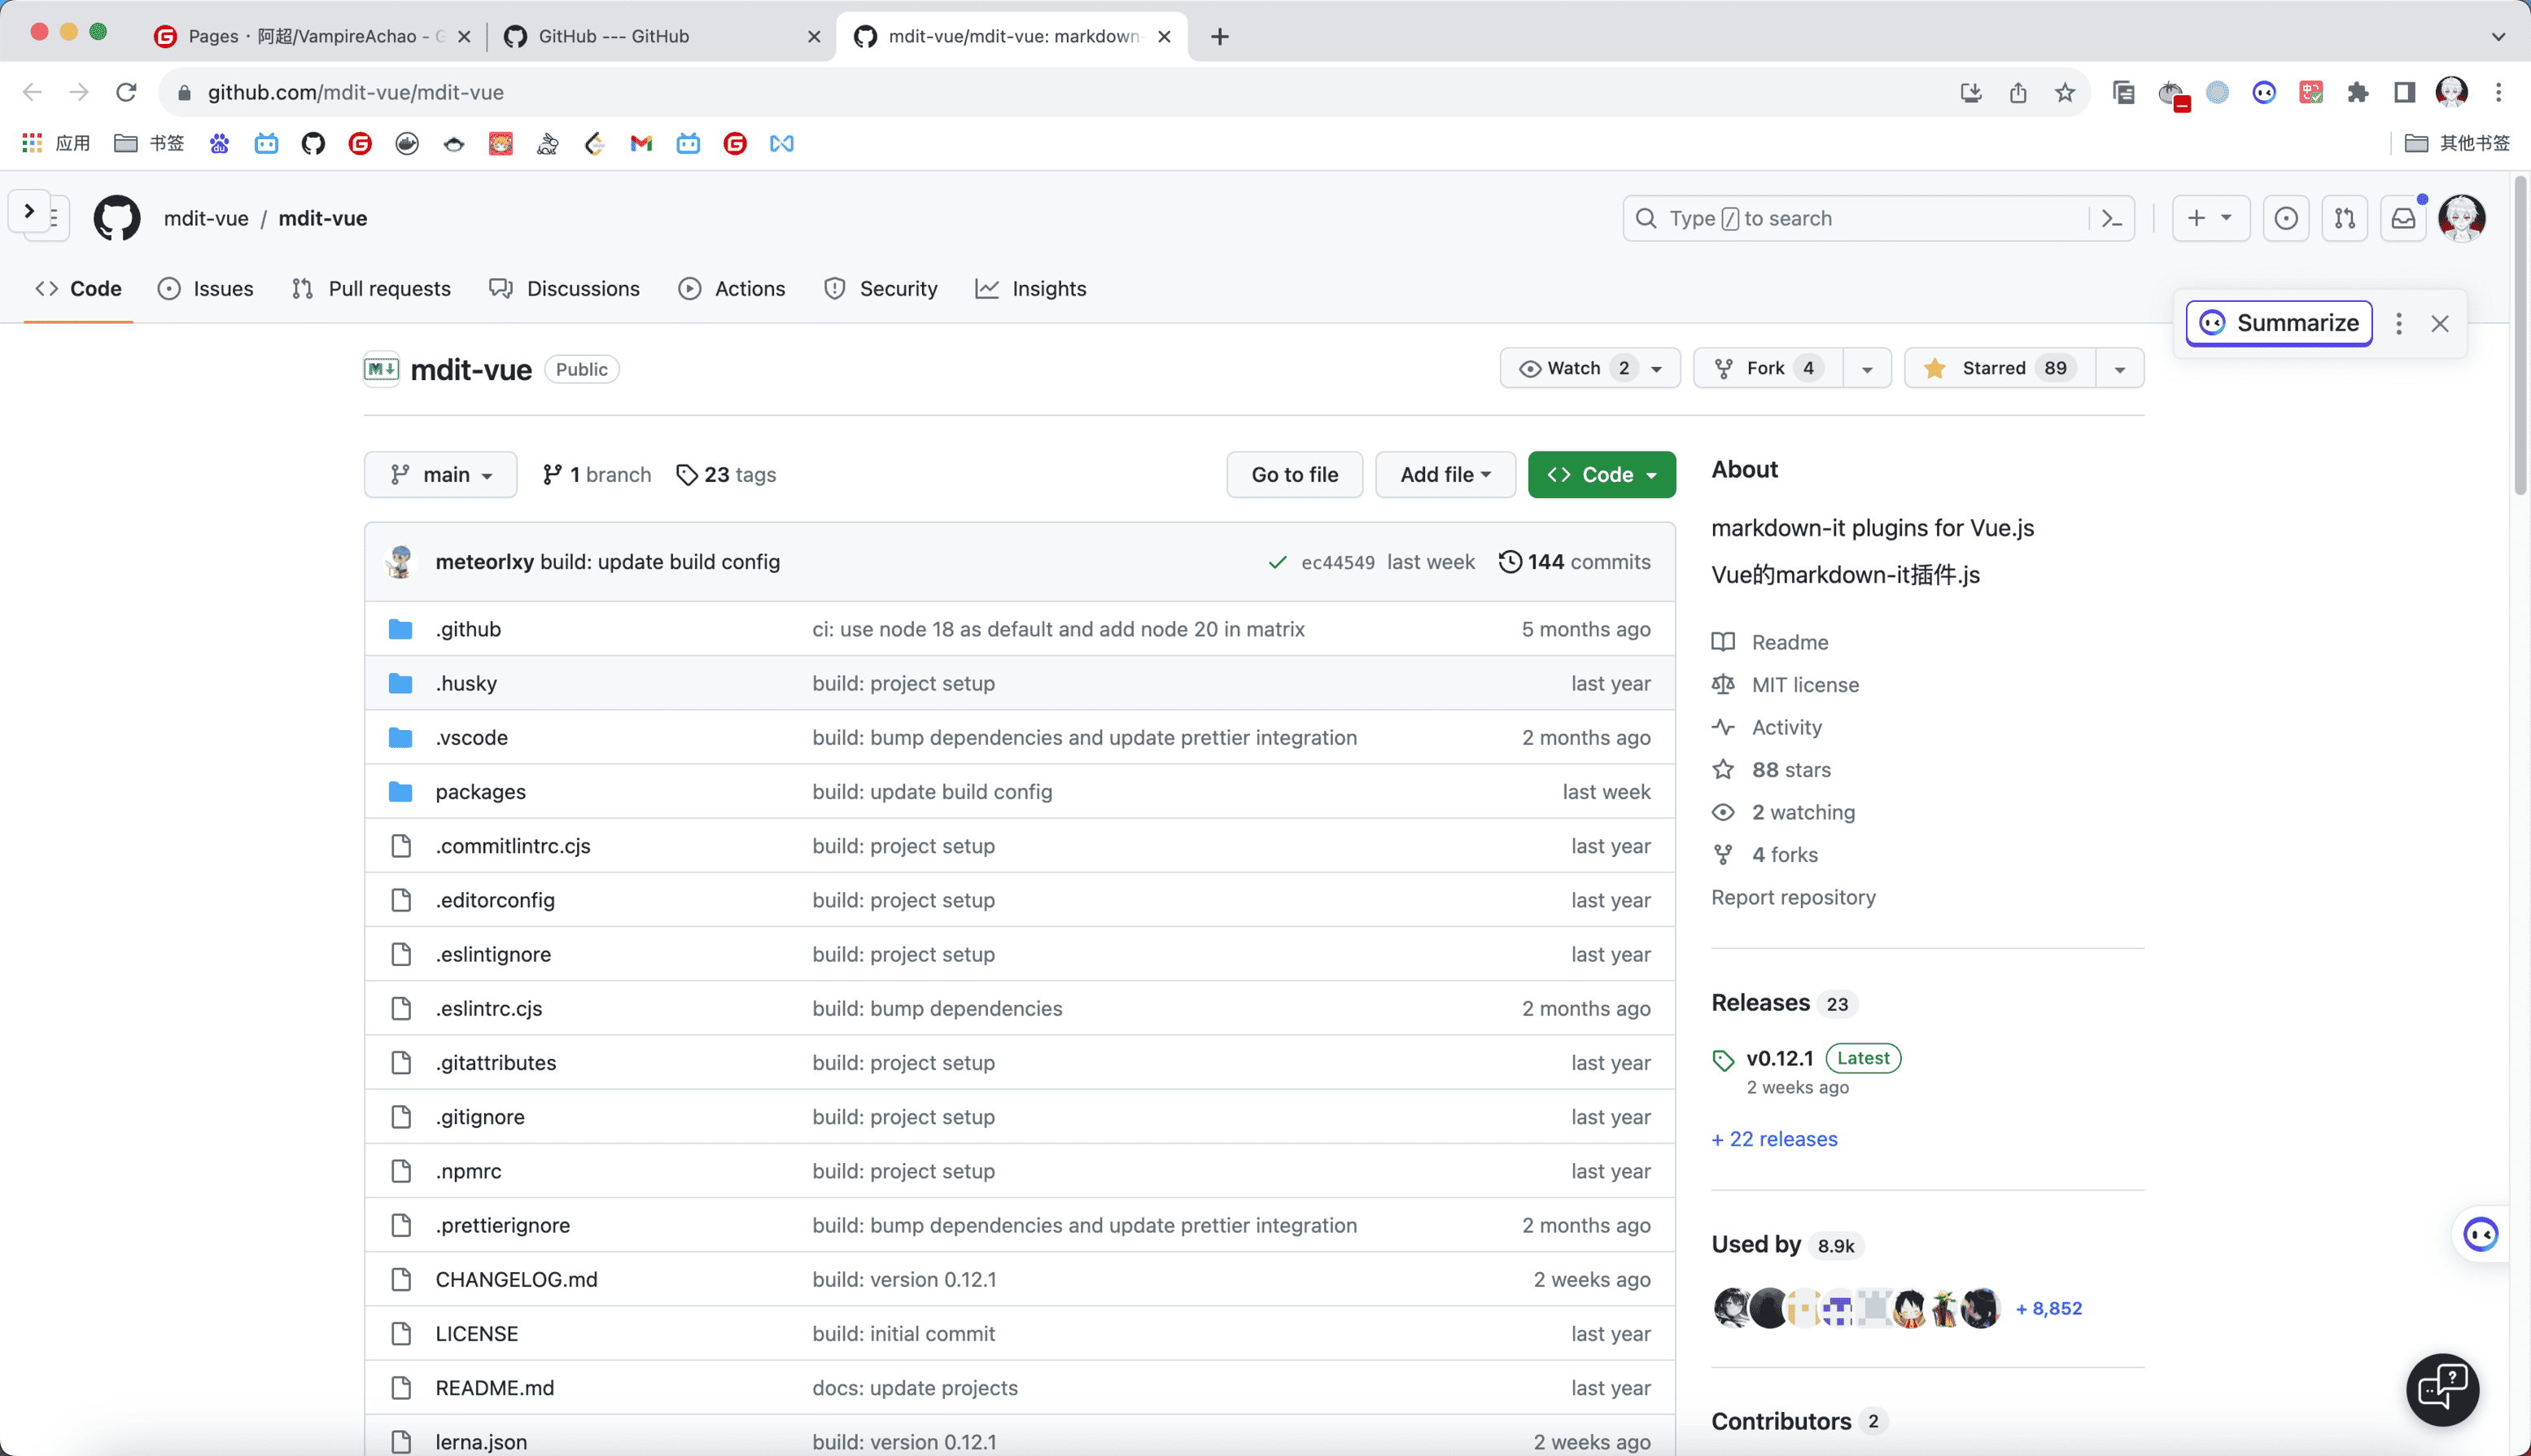 Pages · 阿超/VampireAchao - G
GitHub --- GitHub
mdit-vue/mdit-vue: markdown-
github.com/mdit-vue/mdit-vue
应用
书签
其他书签
mdit-vue / mdit-vue
Type / to search
Code
Issues
Pull requests
Discussions
Actions
Security
Insights
Summarize
mdit-vue Public
Watch 2
Fork 4
Starred 89
main
1 branch
23 tags
Go to file
Add file
Code
meteorlxy build: update build config ec44549 last week 144 commits
.github ci: use node 18 as default and add node 20 in matrix 5 months ago
.husky build: project setup last year
.vscode build: bump dependencies and update prettier integration 2 months ago
packages build: update build config last week
.commitlintrc.cjs build: project setup last year
.editorconfig build: project setup last year
.eslintignore build: project setup last year
.eslintrc.cjs build: bump dependencies 2 months ago
.gitattributes build: project setup last year
.gitignore build: project setup last year
.npmrc build: project setup last year
.prettierignore build: bump dependencies and update prettier integration 2 months ago
CHANGELOG.md build: version 0.12.1 2 weeks ago
LICENSE build: initial commit last year
README.md docs: update projects last year
lerna.json build: version 0.12.1 2 weeks ago
About
markdown-it plugins for Vue.js
Vue的markdown-it插件.js
Readme
MIT license
Activity
88 stars
2 watching
4 forks
Report repository
Releases 23
v0.12.1 Latest
2 weeks ago
+ 22 releases
Used by 8.9k
+ 8,852
Contributors 2